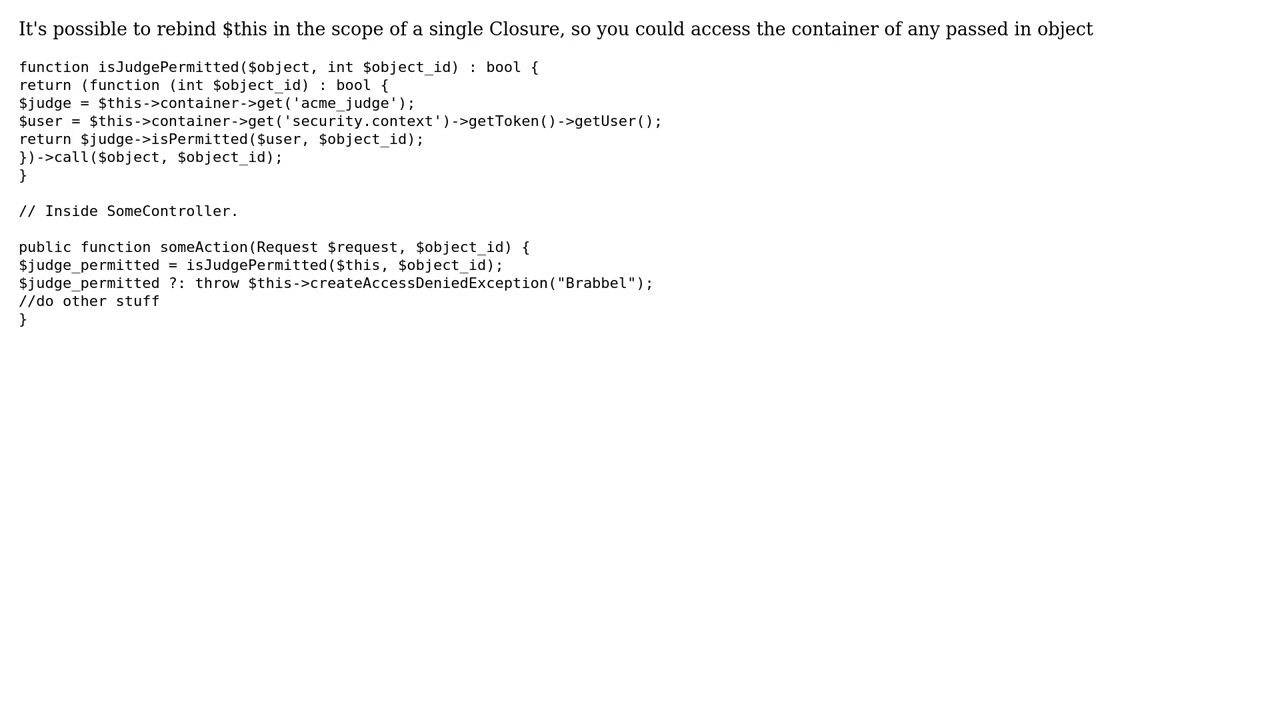 It's possible to rebind $this in the scope of a single Closure, so you could access the container of any passed in object
function isJudgePermitted($object, int $object_id) : bool {
return (function (int $object_id) : bool {
$judge = $this->container->get('acme_judge');
$user = $this->container->get('security.context')->getToken()->getUser();
return $judge->isPermitted($user, $object_id);
})->call($object, $object_id);
}
// Inside SomeController.
public function someAction(Request $request, $object_id) {
$judge_permitted = isJudgePermitted($this, $object_id);
$judge_permitted ?: throw $this->createAccessDeniedException("Brabbel");
//do other stuff
}